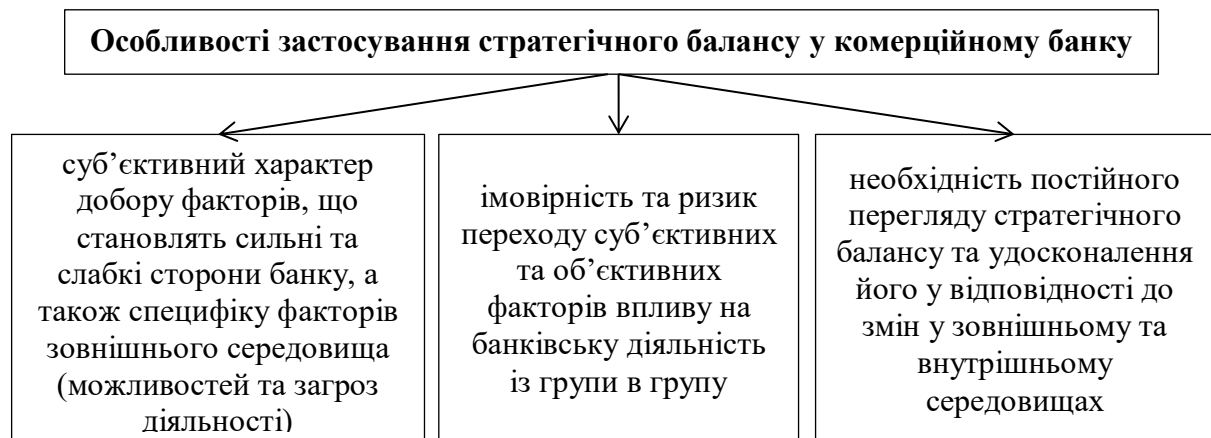 Особливості застосування стратегічного балансу у комерційному банку
суб’єктивний характер
добору факторів, що
становлять сильні та
слабкі сторони банку, а
також специфіку факторів
зовнішнього середовища
(можливостей та загроз
діяльності)
імовірність та ризик
переходу суб’єктивних
та об’єктивних
факторів впливу на
банківську діяльність
із групи в групу
необхідність постійного
перегляду стратегічного
балансу та удосконалення
його у відповідності до
змін у зовнішньому та
внутрішньому
середовищах